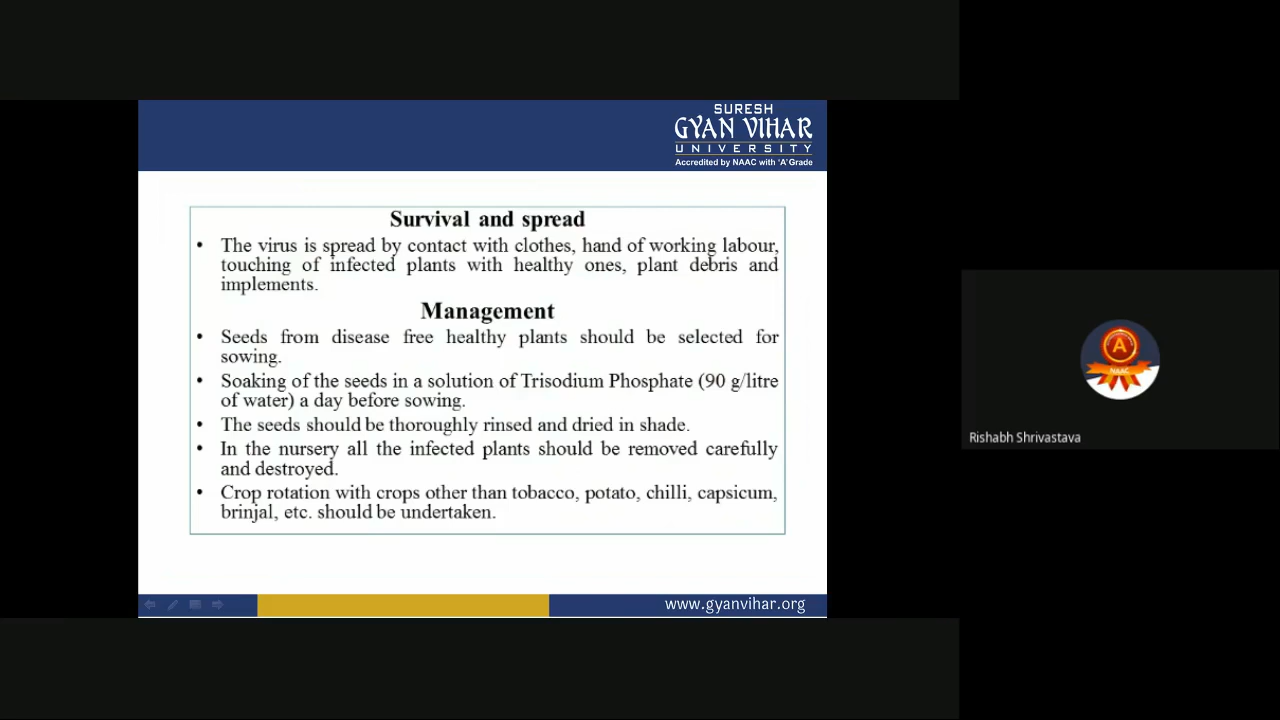 SURESH
GYAN VIHAR
UNIVERSITY
Accredited by NAAC with 'A' Grade
Survival and spread
• The virus is spread by contact with clothes, hand of working labour,
touching of infected plants with healthy ones, plant debris and
implements.
Management
• Seeds from disease free healthy plants should be selected for
sowing.
• Soaking of the seeds in a solution of Trisodium Phosphate (90 g/litre
of water) a day before sowing.
• The seeds should be thoroughly rinsed and dried in shade.
• In the nursery all the infected plants should be removed carefully
and destroyed.
• Crop rotation with crops other than tobacco, potato, chilli, capsicum,
brinjal, etc. should be undertaken.
www.gyanvihar.org
A
NAAC
Rishabh Shrivastava